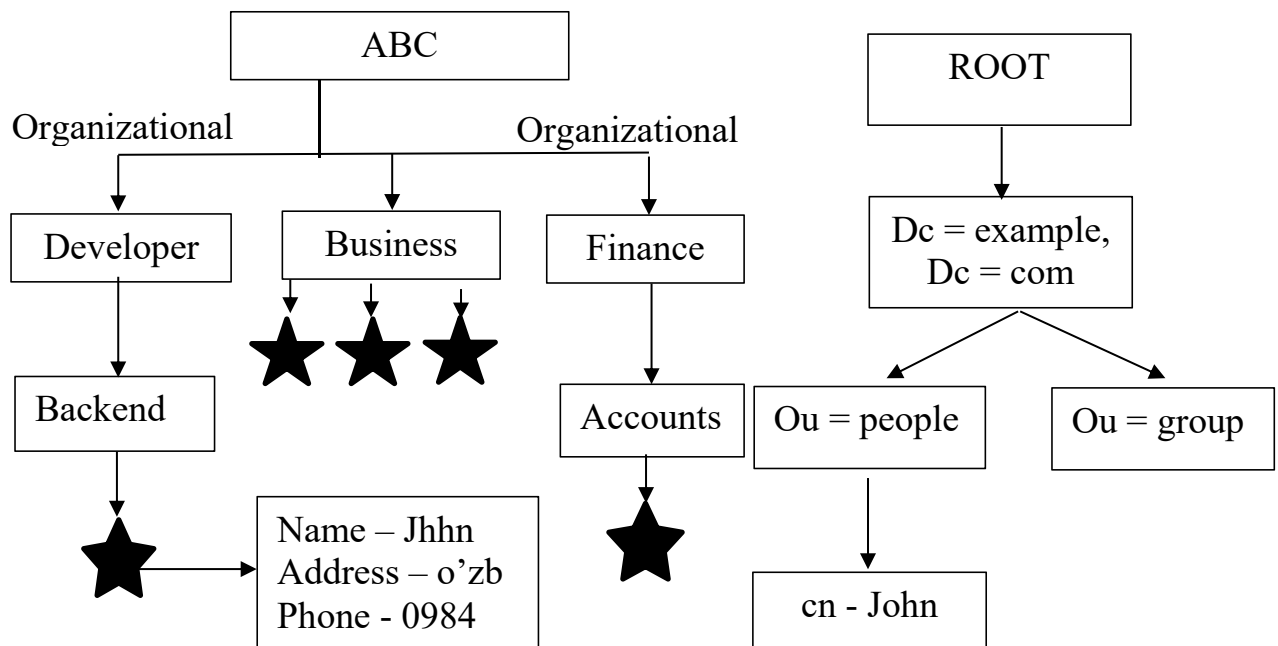 ABC
ROOT
Organizational
Organizational
Developer
Business
Finance
Dc = example,
Dc = com
Backend
Accounts
Ou = people
Ou = group
Name – Jhhn
Address – o’zb
Phone - 0984
cn - John